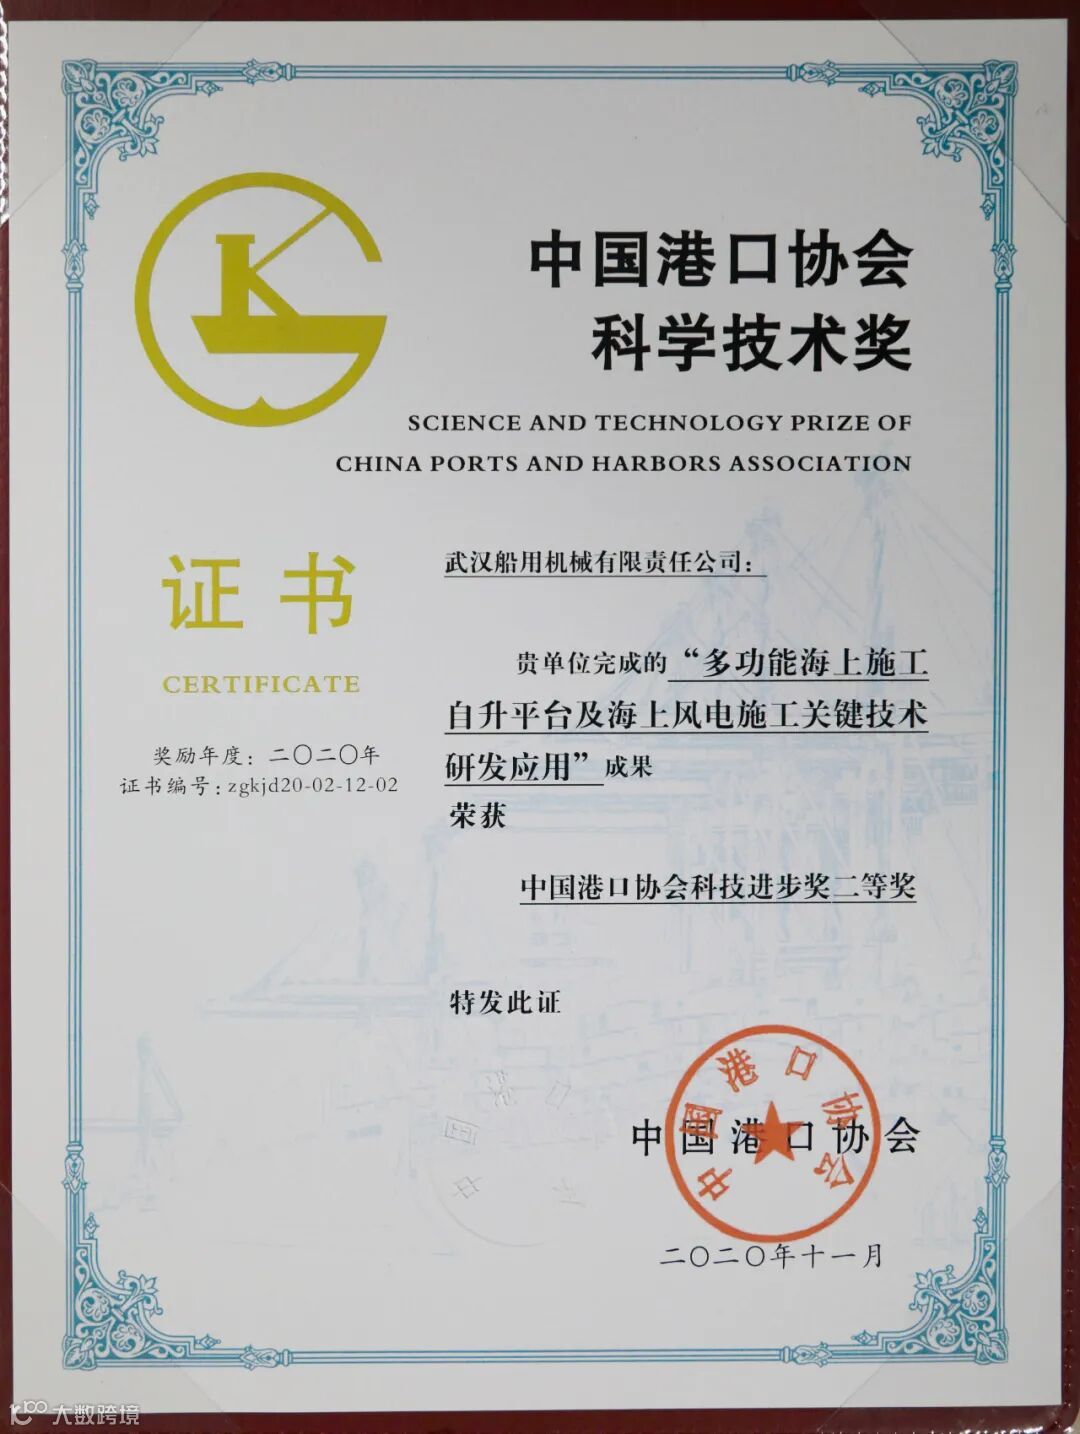 中国港口协会
科学技术奖
SCIENCE AND TECHNOLOGY PRIZE OF
CHINA PORTS AND HARBORS ASSOCIATION
证书
CERTIFICATE
奖励年度：二〇二〇年
证书编号：zgkjd20-02-12-02
武汉船用机械有限责任公司：
贵单位完成的“多功能海上施工
自升平台及海上风电施工关键技术
研发应用”成果
荣获
中国港口协会科技进步奖二等奖
特发此证
中国港口协会
中国港口协会
二〇二〇年十一月
大数跨境